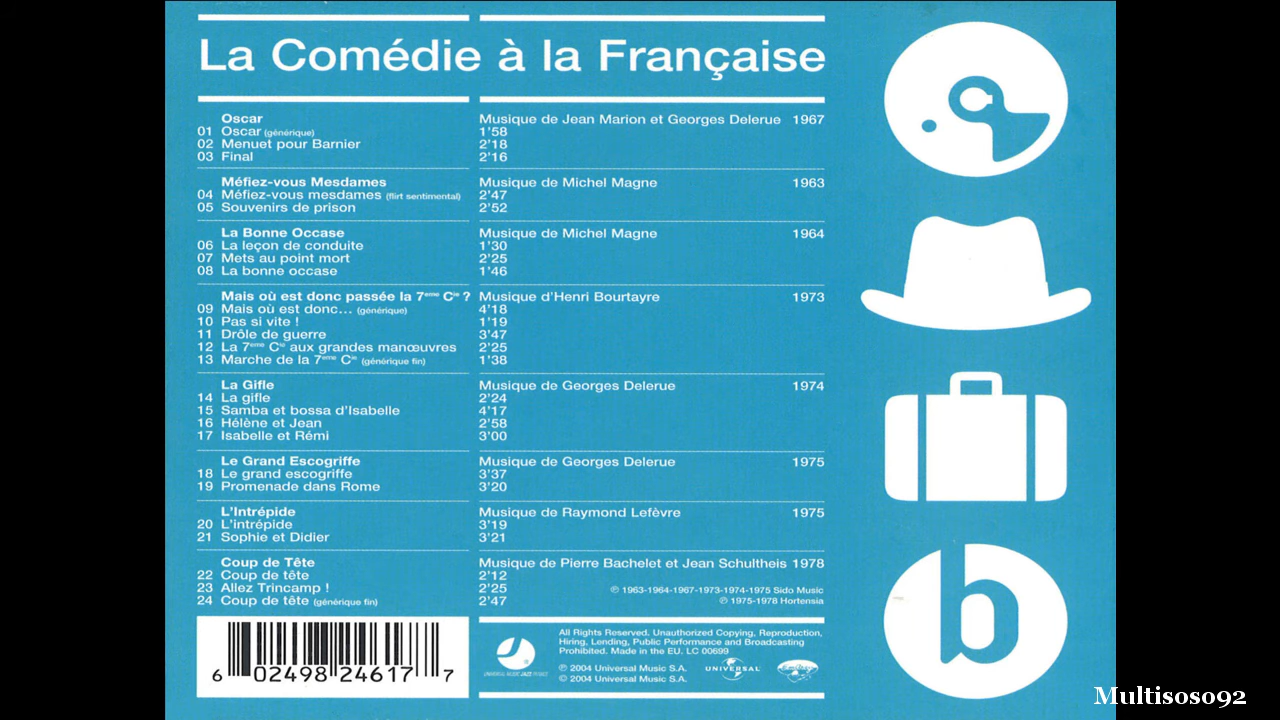 La Comédie à la Française
Oscar Musique de Jean Marion et Georges Delerue 1967
01 Oscar (générique) 1'58
02 Menuet pour Barnier 2'18
03 Final 2'16
Méfiez-vous Mesdames Musique de Michel Magne 1963
04 Méfiez-vous mesdames (flirt sentimental) 2'47
05 Souvenirs de prison 2'52
La Bonne Occase Musique de Michel Magne 1964
06 La leçon de conduite 1'30
07 Mets au point mort 2'25
08 La bonne occase 1'46
Mais où est donc passée la 7eme Cie ? Musique d'Henri Bourtayre 1973
09 Mais où est donc... (générique) 4'18
10 Pas si vite ! 1'19
11 Drôle de guerre 3'47
12 La 7eme Cie aux grandes manœuvres 2'25
13 Marche de la 7eme Cie (générique fin) 1'38
La Gifle Musique de Georges Delerue 1974
14 La gifle 2'24
15 Samba et bossa d'Isabelle 4'17
16 Hélène et Jean 2'58
17 Isabelle et Rémi 3'00
Le Grand Escogriffe Musique de Georges Delerue 1975
18 Le grand escogriffe 3'37
19 Promenade dans Rome 3'20
L'Intrépide Musique de Raymond Lefèvre 1975
20 L'intrépide 3'19
21 Sophie et Didier 3'21
Coup de Tête Musique de Pierre Bachelet et Jean Schultheis 1978
22 Coup de tête 2'12
23 Allez Trincamp ! 2'25 ℗ 1963-1964-1967-1973-1974-1975 Sido Music
24 Coup de tête (générique fin) 2'47 ℗ 1975-1978 Hortensia
6 02498 24617 7
UNIVERSAL MUSIC JAZZ FRANCE
All Rights Reserved. Unauthorized Copying, Reproduction,
Hiring, Lending, Public Performance and Broadcasting
Prohibited. Made in the EU. LC 00699
℗ 2004 Universal Music S.A.
© 2004 Universal Music S.A.
UNIVERSAL
b
Multisoso92